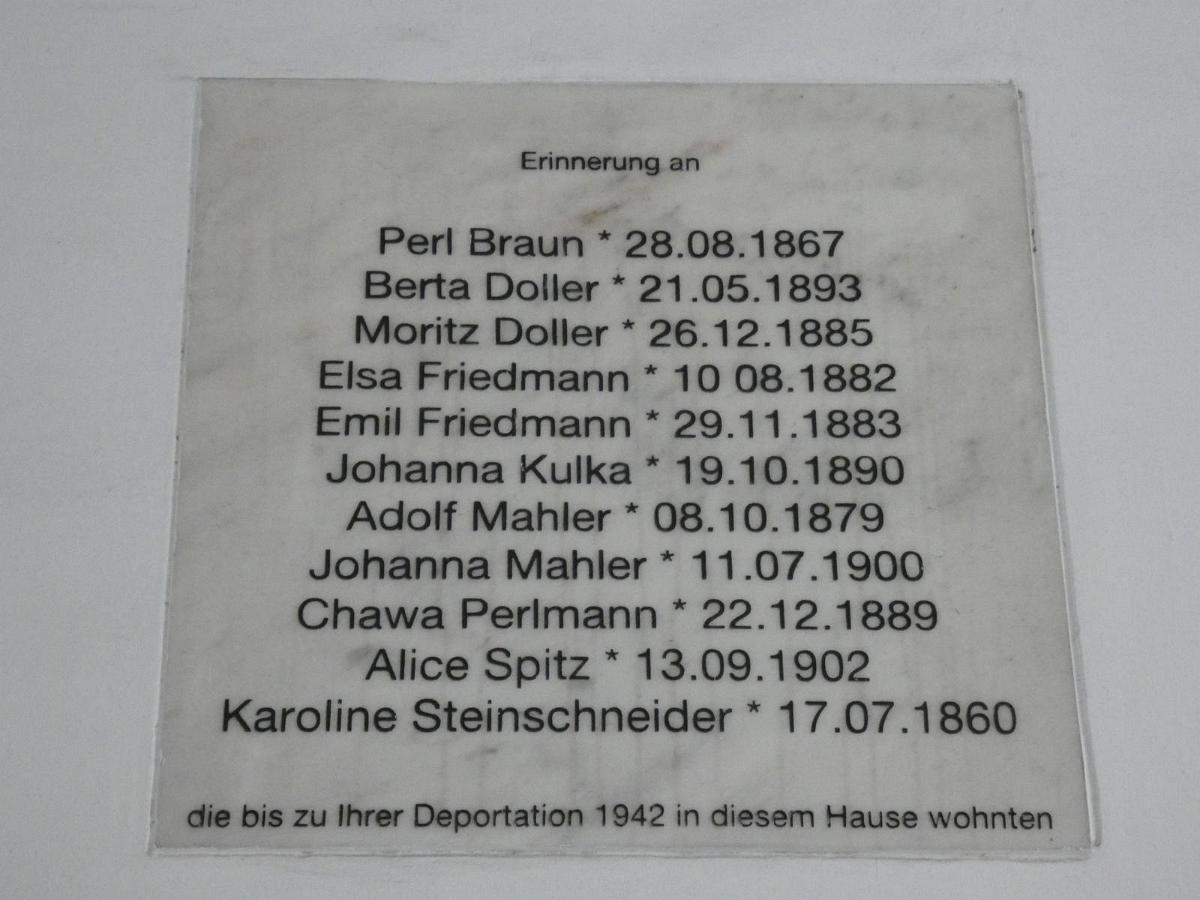 Erinnerung an
Perl Braun * 28.08.1867
Berta Doller * 21.05.1893
Moritz Doller * 26.12.1885
Elsa Friedmann * 10 08.1882
Emil Friedmann * 29.11.1883
Johanna Kulka * 19.10.1890
Adolf Mahler * 08.10.1879
Johanna Mahler * 11.07.1900
Chawa Perlmann * 22.12.1889
Alice Spitz * 13.09.1902
Karoline Steinschneider * 17.07.1860
die bis zu Ihrer Deportation 1942 in diesem Hause wohnten